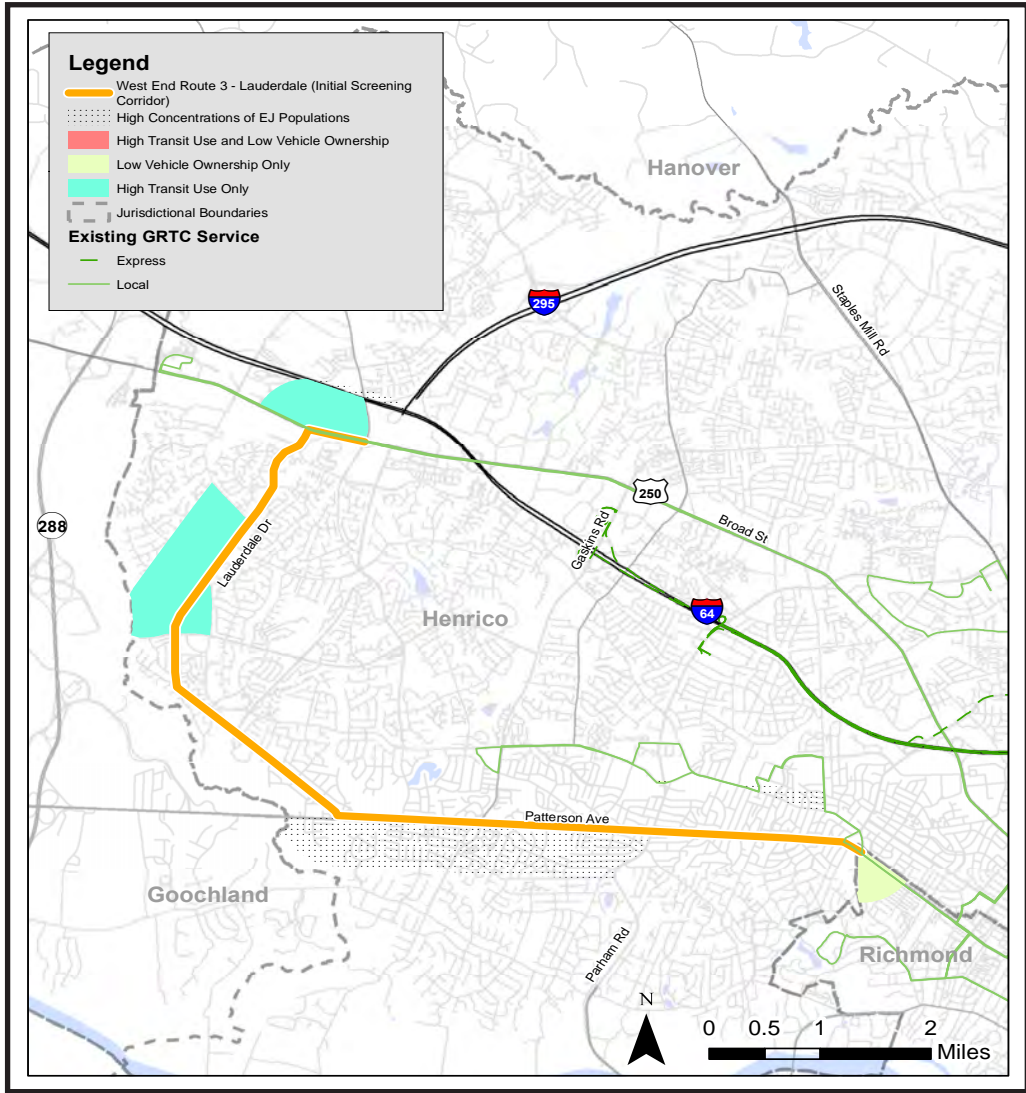 Legend
West End Route 3 - Lauderdale (Initial Screening
Corridor)
High Concentrations of EJ Populations
High Transit Use and Low Vehicle Ownership
Low Vehicle Ownership Only
High Transit Use Only
Jurisdictional Boundaries
Existing GRTC Service
Express
Local
Hanover
295
Staples Mill Rd
250
Broad St
288
Gaskins Rd
Lauderdale Dr
Henrico
64
Patterson Ave
Goochland
Richmond
Parham Rd
N
0 0.5 1 2
Miles